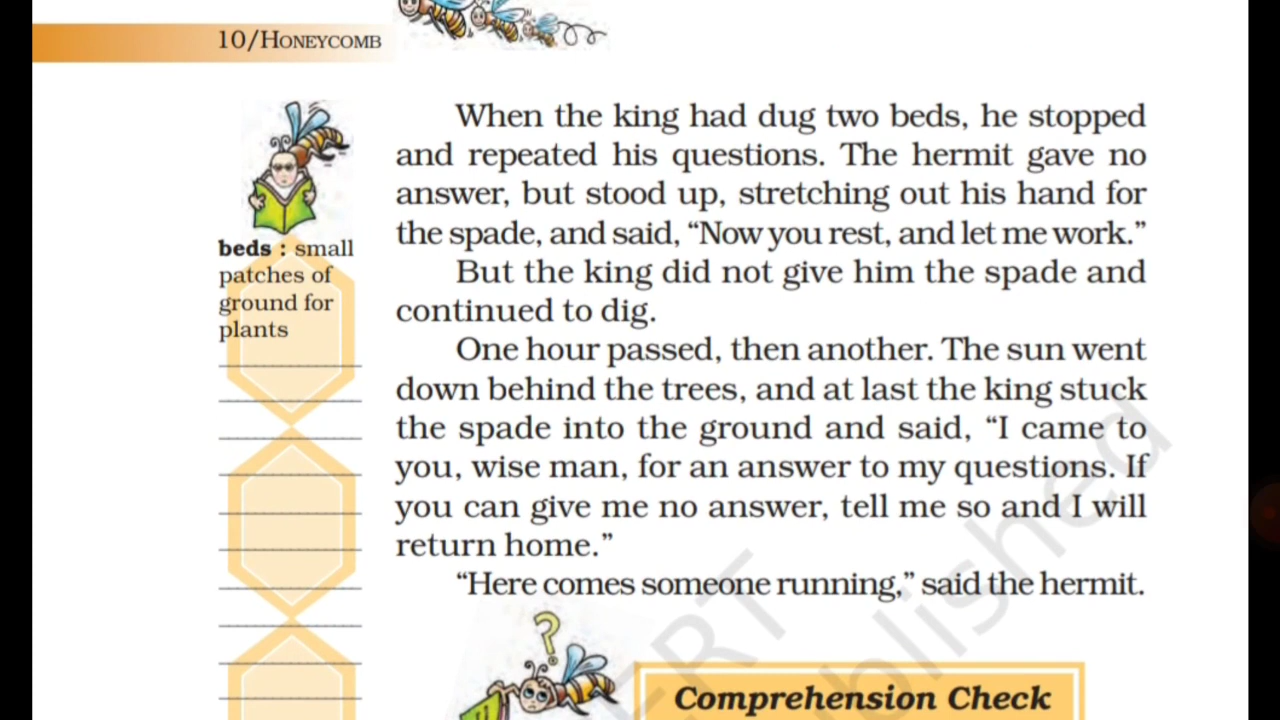 10/HONEYCOMB
When the king had dug two beds, he stopped
and repeated his questions. The hermit gave no
answer, but stood up, stretching out his hand for
the spade, and said, “Now you rest, and let me work.”
But the king did not give him the spade and
continued to dig.
One hour passed, then another. The sun went
down behind the trees, and at last the king stuck
the spade into the ground and said, “I came to
you, wise man, for an answer to my questions. If
you can give me no answer, tell me so and I will
return home.”
“Here comes someone running,” said the hermit.
beds : small
patches of
ground for
plants
?
Comprehension Check